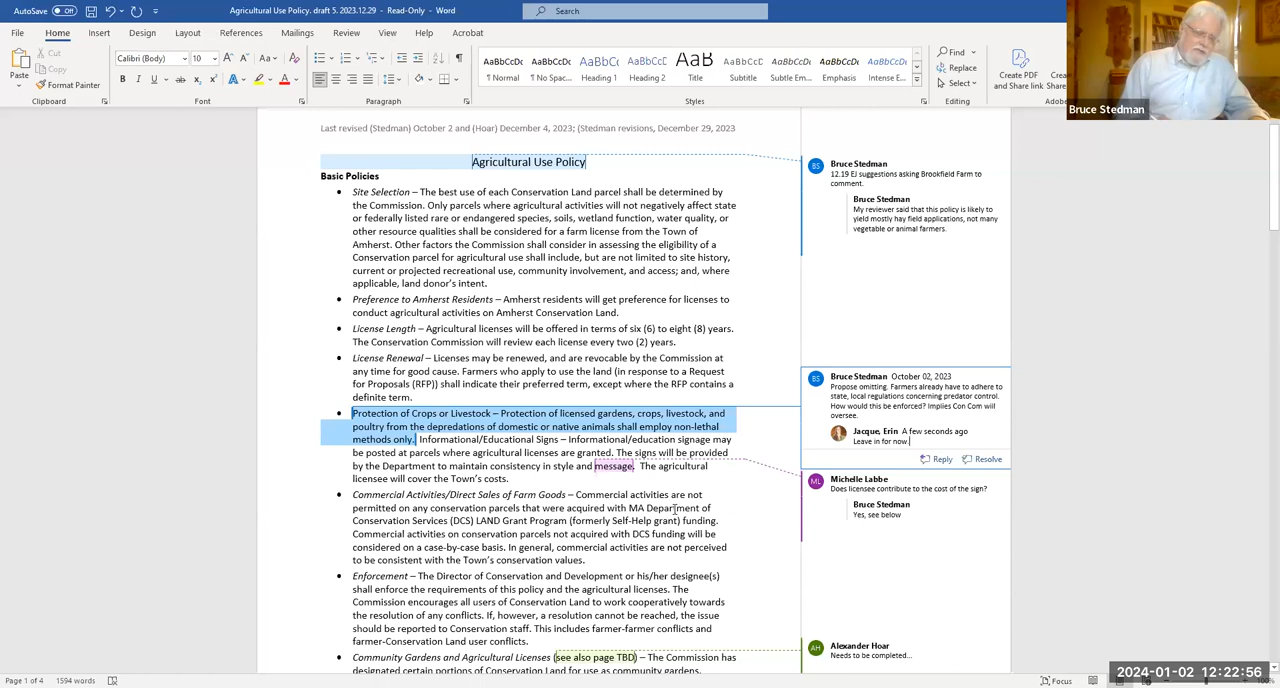 AutoSave Off
Agricultural Use Policy. draft 5. 2023.12.29 - Read-Only - Word
Search
File Home Insert Design Layout References Mailings Review View Help Acrobat
Paste
Cut
Copy
Format Painter
Clipboard
Calibri (Body) 10
Font
Paragraph
AaBbCcDc AaBbCcDc AaBbCc AaBbCcD AaB AaBbCcD AaBbCcDc AaBbCcDc AaBbCcDc
¶ Normal ¶ No Spac... Heading 1 Heading 2 Title Subtitle Subtle Em... Emphasis Intense E...
Styles
Find
Replace
Select
Editing
Create PDF
and Share link
Bruce Stedman
Last revised (Stedman) October 2 and (Hoar) December 4, 2023; (Stedman revisions, December 29, 2023
Agricultural Use Policy
Basic Policies
• Site Selection – The best use of each Conservation Land parcel shall be determined by
the Commission. Only parcels where agricultural activities will not negatively affect state
or federally listed rare or endangered species, soils, wetland function, water quality, or
other resource qualities shall be considered for a farm license from the Town of
Amherst. Other factors the Commission shall consider in assessing the eligibility of a
Conservation parcel for agricultural use shall include, but are not limited to site history,
current or projected recreational use, community involvement, and access; and, where
applicable, land donor's intent.
• Preference to Amherst Residents – Amherst residents will get preference for licenses to
conduct agricultural activities on Amherst Conservation Land.
• License Length – Agricultural licenses will be offered in terms of six (6) to eight (8) years.
The Conservation Commission will review each license every two (2) years.
• License Renewal – Licenses may be renewed, and are revocable by the Commission at
any time for good cause. Farmers who apply to use the land (in response to a Request
for Proposals (RFP)) shall indicate their preferred term, except where the RFP contains a
definite term.
• Protection of Crops or Livestock – Protection of licensed gardens, crops, livestock, and
poultry from the depredations of domestic or native animals shall employ non-lethal
methods only. Informational/Educational Signs – Informational/education signage may
be posted at parcels where agricultural licenses are granted. The signs will be provided
by the Department to maintain consistency in style and message. The agricultural
licensee will cover the Town's costs.
• Commercial Activities/Direct Sales of Farm Goods – Commercial activities are not
permitted on any conservation parcels that were acquired with MA Department of
Conservation Services (DCS) LAND Grant Program (formerly Self-Help grant) funding.
Commercial activities on conservation parcels not acquired with DCS funding will be
considered on a case-by-case basis. In general, commercial activities are not perceived
to be consistent with the Town's conservation values.
• Enforcement – The Director of Conservation and Development or his/her designee(s)
shall enforce the requirements of this policy and the agricultural licenses. The
Commission encourages all users of Conservation Land to work cooperatively towards
the resolution of any conflicts. If, however, a resolution cannot be reached, the issue
should be reported to Conservation staff. This includes farmer-farmer conflicts and
farmer-Conservation Land user conflicts.
• Community Gardens and Agricultural Licenses (see also page TBD) – The Commission has
designated certain portions of Conservation Land for use as community gardens.
BS Bruce Stedman
12.19 EJ suggestions asking Brookfield Farm to
comment.
Bruce Stedman
My reviewer said that this policy is likely to
yield mostly hay field applications, not many
vegetable or animal farmers.
BS Bruce Stedman October 02, 2023
Propose omitting. Farmers already have to adhere to
state, local regulations concerning predator control.
How would this be enforced? Implies Con Com will
oversee.
Jacque, Erin A few seconds ago
Leave in for now.
Reply Resolve
ML Michelle Labbe
Does licensee contribute to the cost of the sign?
Bruce Stedman
Yes, see below
AH Alexander Hoar
Needs to be completed...
2024-01-02 12:22:56
Page 1 of 4 1594 words
Focus
100%